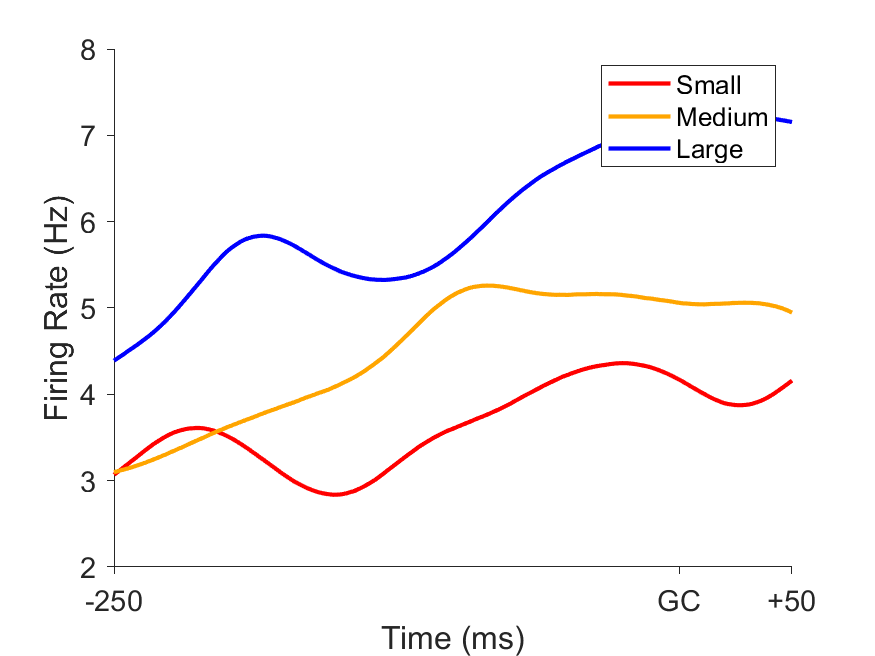 8
7
6
5
4
3
2
Firing Rate (Hz)
Small
Medium
Large
-250
GC
+50
Time (ms)